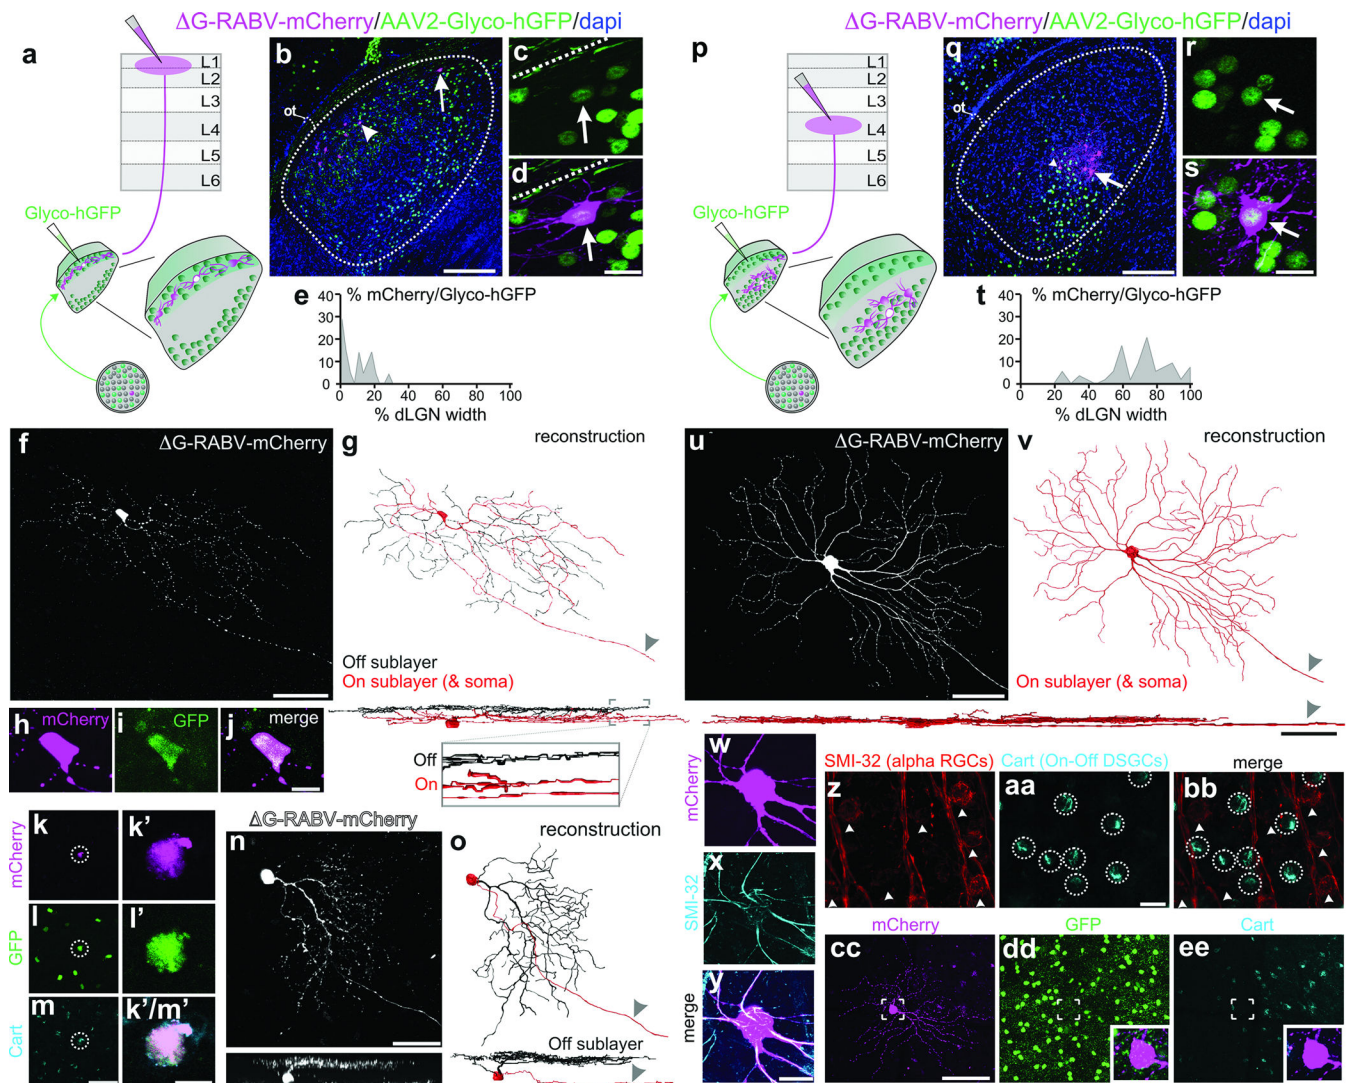 ΔG-RABV-mCherry/AAV2-Glyco-hGFP/dapi
a
L1
L2
L3
L4
L5
L6
Glyco-hGFP
b
ot
c
d
e
% mCherry/Glyco-hGFP
40
30
20
10
0
0 20 40 60 80 100
% dLGN width
ΔG-RABV-mCherry/AAV2-Glyco-hGFP/dapi
p
L1
L2
L3
L4
L5
L6
Glyco-hGFP
q
ot
r
s
t
% mCherry/Glyco-hGFP
40
30
20
10
0
0 20 40 60 80 100
% dLGN width
f
ΔG-RABV-mCherry
g
reconstruction
Off sublayer
On sublayer (& soma)
Off
On
h
mCherry
i
GFP
j
merge
k
mCherry
k’
l
GFP
l’
m
Cart
k’/m’
ΔG-RABV-mCherry
n
reconstruction
o
Off sublayer
u
ΔG-RABV-mCherry
v
reconstruction
On sublayer (& soma)
w
mCherry
x
SMI-32
y
merge
SMI-32 (alpha RGCs)
z
Cart (On-Off DSGCs)
aa
merge
bb
mCherry
cc
GFP
dd
Cart
ee